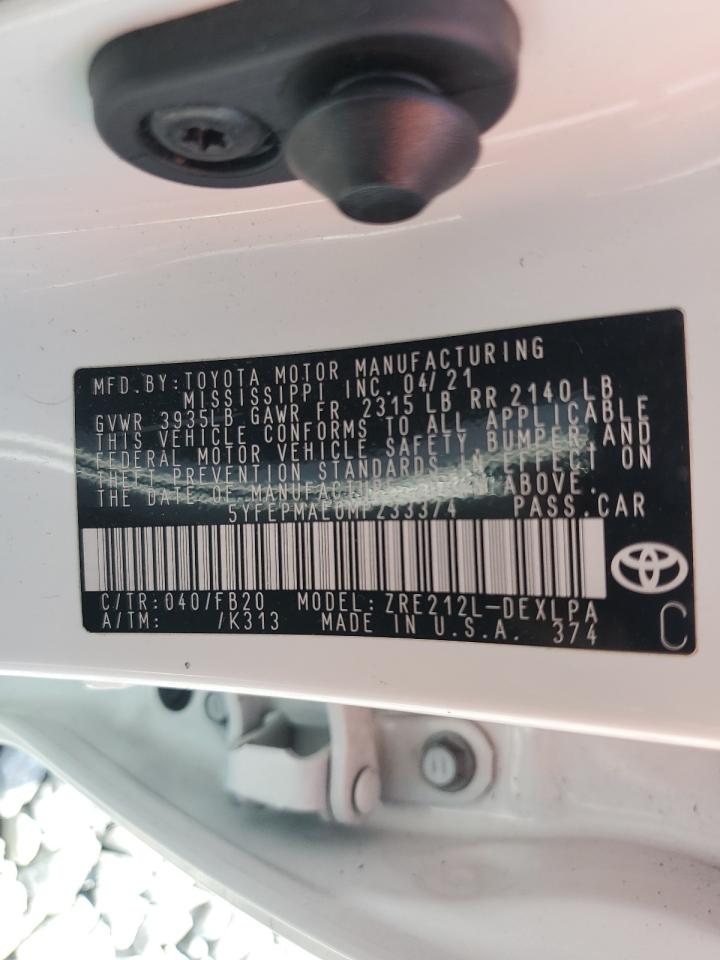 MFD.BY:TOYOTA MOTOR MANUFACTURING
MISSISSIPPI INC. 04/21
GVWR 3935LB GAWR FR 2315 LB RR 2140 LB
THIS VEHICLE CONFORMS TO ALL APPLICABLE
FEDERAL MOTOR VEHICLE SAFETY BUMPER AND
THEFT PREVENTION STANDARDS IN EFFECT ON
THE DATE OF MANUFACTURE ABOVE.
PASS.CAR
C/TR:040/FB20 MODEL:ZRE212L-DEXLPA
A/TM: /K313 MADE IN U.S.A. 374
C